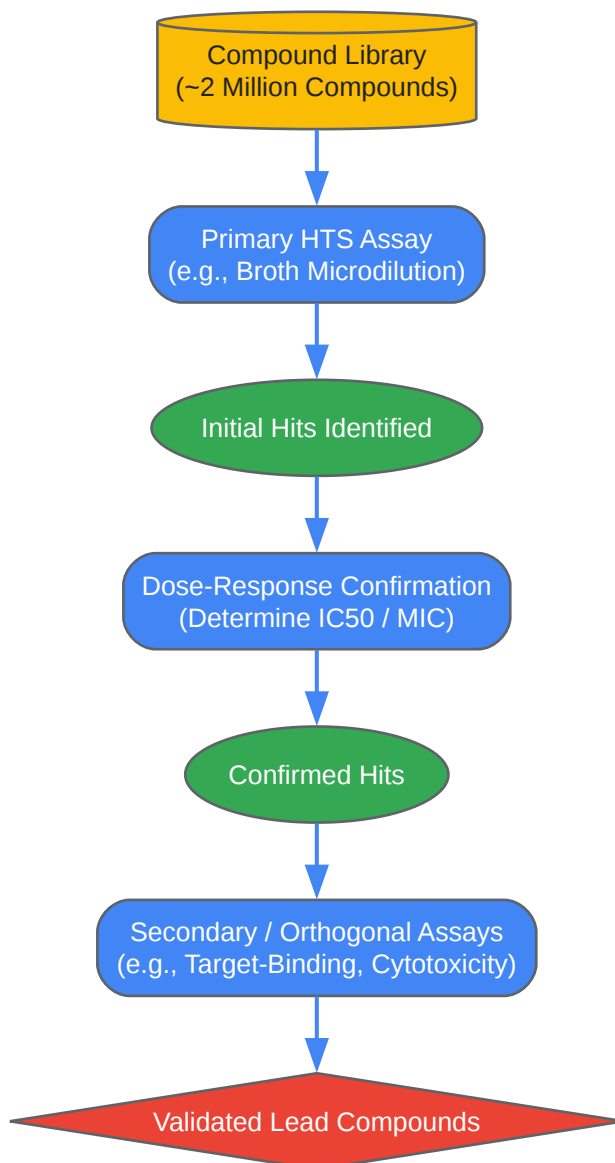 Compound Library
(~2 Million Compounds)
Primary HTS Assay
(e.g., Broth Microdilution)
Initial Hits Identified
Dose-Response Confirmation
(Determine IC50 / MIC)
Confirmed Hits
Secondary / Orthogonal Assays
(e.g., Target-Binding, Cytotoxicity)
Validated Lead Compounds